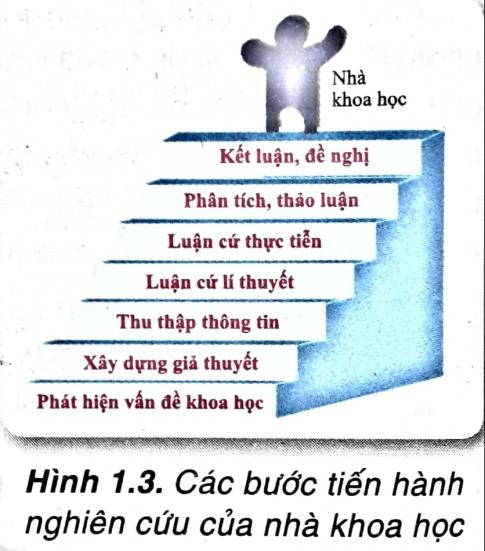 Nhà
khoa học
Kết luận, đề nghị
Phân tích, thảo luận
Luận cứ thực tiễn
Luận cứ lí thuyết
Thu thập thông tin
Xây dựng giả thuyết
Phát hiện vấn đề khoa học
Hình 1.3. Các bước tiến hành
nghiên cứu của nhà khoa học